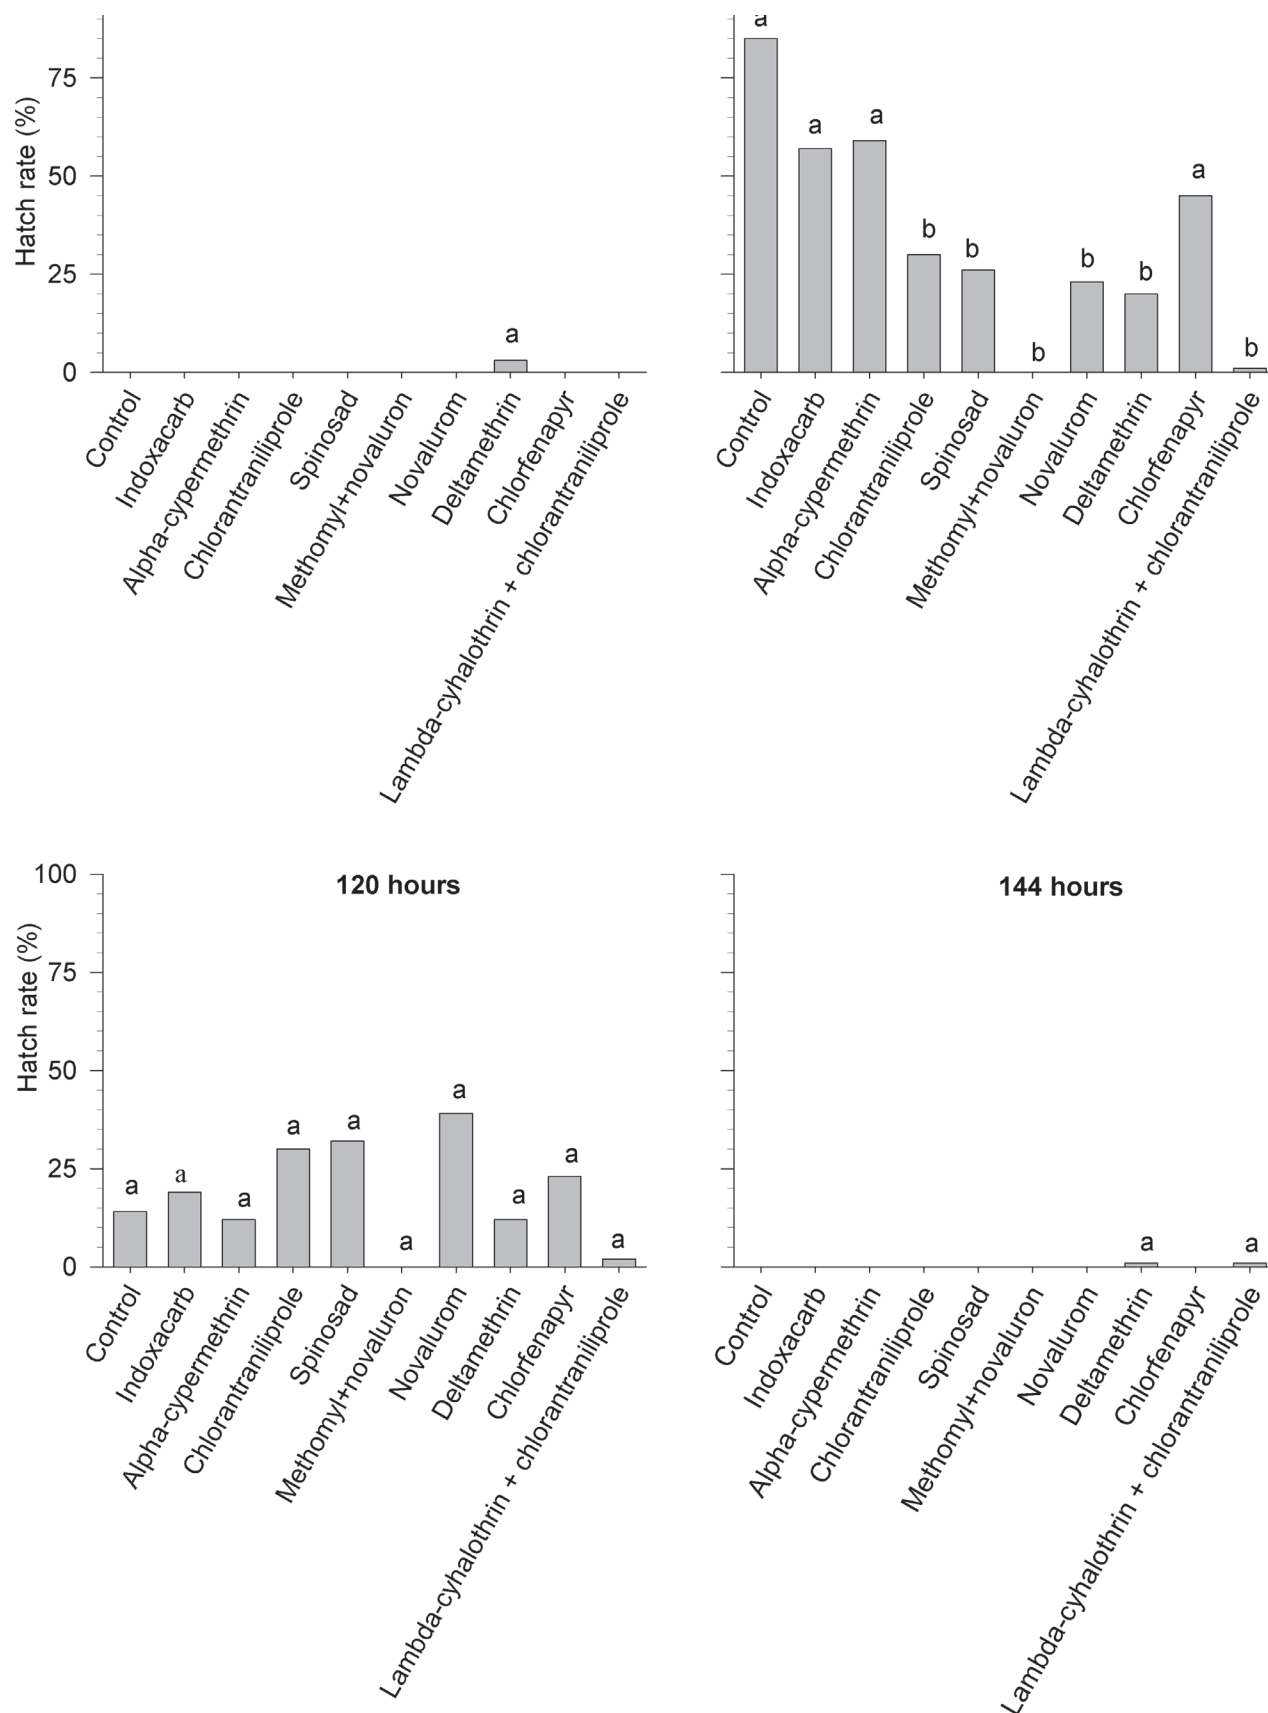 Hatch rate (%)
75
50
25
0
a
Control
Indoxacarb
Alpha-cypermethrin
Chlorantraniliprole
Spinosad
Methomyl+novaluron
Novalurom
Deltamethrin
Chlorfenapyr
Lambda-cyhalothrin + chlorantraniliprole
a
a
a
b
b
b
b
b
a
b
Control
Indoxacarb
Alpha-cypermethrin
Chlorantraniliprole
Spinosad
Methomyl+novaluron
Novalurom
Deltamethrin
Chlorfenapyr
Lambda-cyhalothrin + chlorantraniliprole
120 hours
Hatch rate (%)
100
75
50
25
0
a
a
a
a
a
a
a
a
a
a
Control
Indoxacarb
Alpha-cypermethrin
Chlorantraniliprole
Spinosad
Methomyl+novaluron
Novalurom
Deltamethrin
Chlorfenapyr
Lambda-cyhalothrin + chlorantraniliprole
144 hours
a
a
Control
Indoxacarb
Alpha-cypermethrin
Chlorantraniliprole
Spinosad
Methomyl+novaluron
Novalurom
Deltamethrin
Chlorfenapyr
Lambda-cyhalothrin + chlorantraniliprole